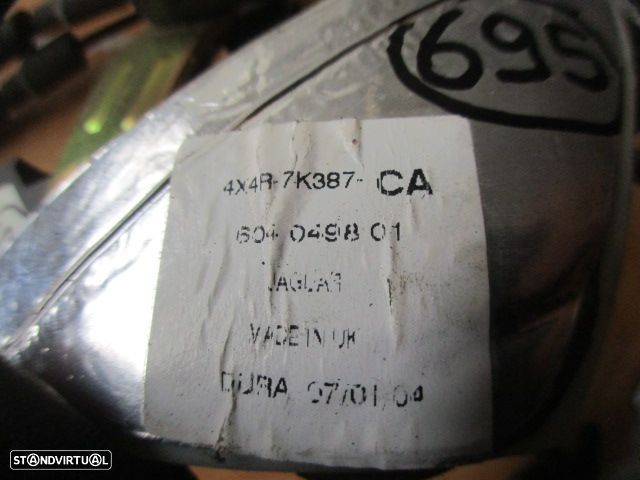 695
4X4R-7K387-CA
604 0498 01
JAGUAR
MADE IN UK
DURA 07/01/04
STANDVIRTUAL